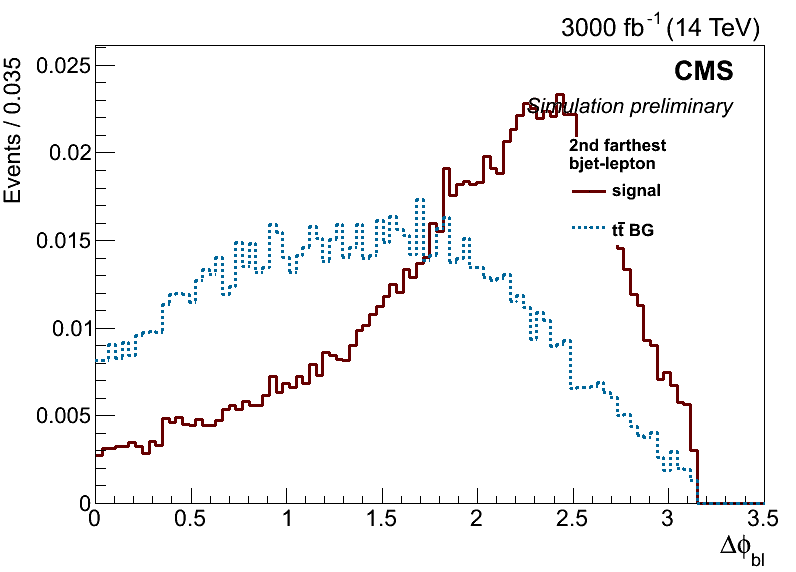 3000 fb⁻¹ (14 TeV)
CMS
Simulation preliminary
2nd farthest
bjet-lepton
signal
tt̄ BG
Events / 0.035
0.025
0.02
0.015
0.01
0.005
0
0 0.5 1 1.5 2 2.5 3 3.5
Δϕ_bl